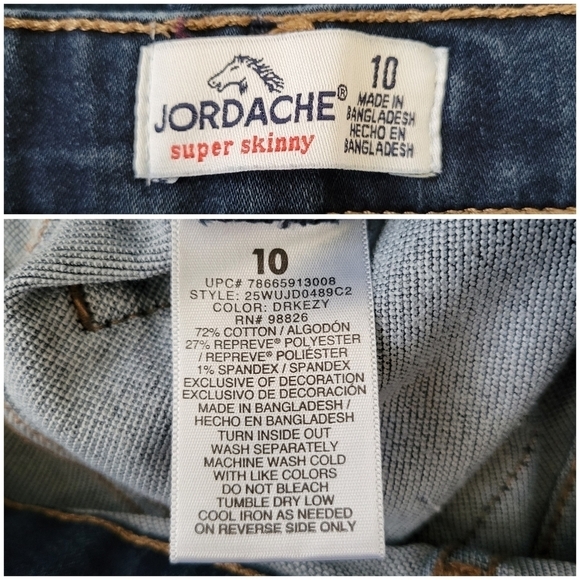 JORDACHE®
super skinny
10
MADE IN
BANGLADESH
HECHO EN
BANGLADESH
10
UPC# 78665913008
STYLE: 25WUJD0489C2
COLOR: DRKEZY
RN# 98826
72% COTTON / ALGODÓN
27% REPREVE® POLYESTER
/ REPREVE® POLIÉSTER
1% SPANDEX / SPANDEX
EXCLUSIVE OF DECORATION
EXCLUSIVO DE DECORACIÓN
MADE IN BANGLADESH /
HECHO EN BANGLADESH
TURN INSIDE OUT
WASH SEPARATELY
MACHINE WASH COLD
WITH LIKE COLORS
DO NOT BLEACH
TUMBLE DRY LOW
COOL IRON AS NEEDED
ON REVERSE SIDE ONLY